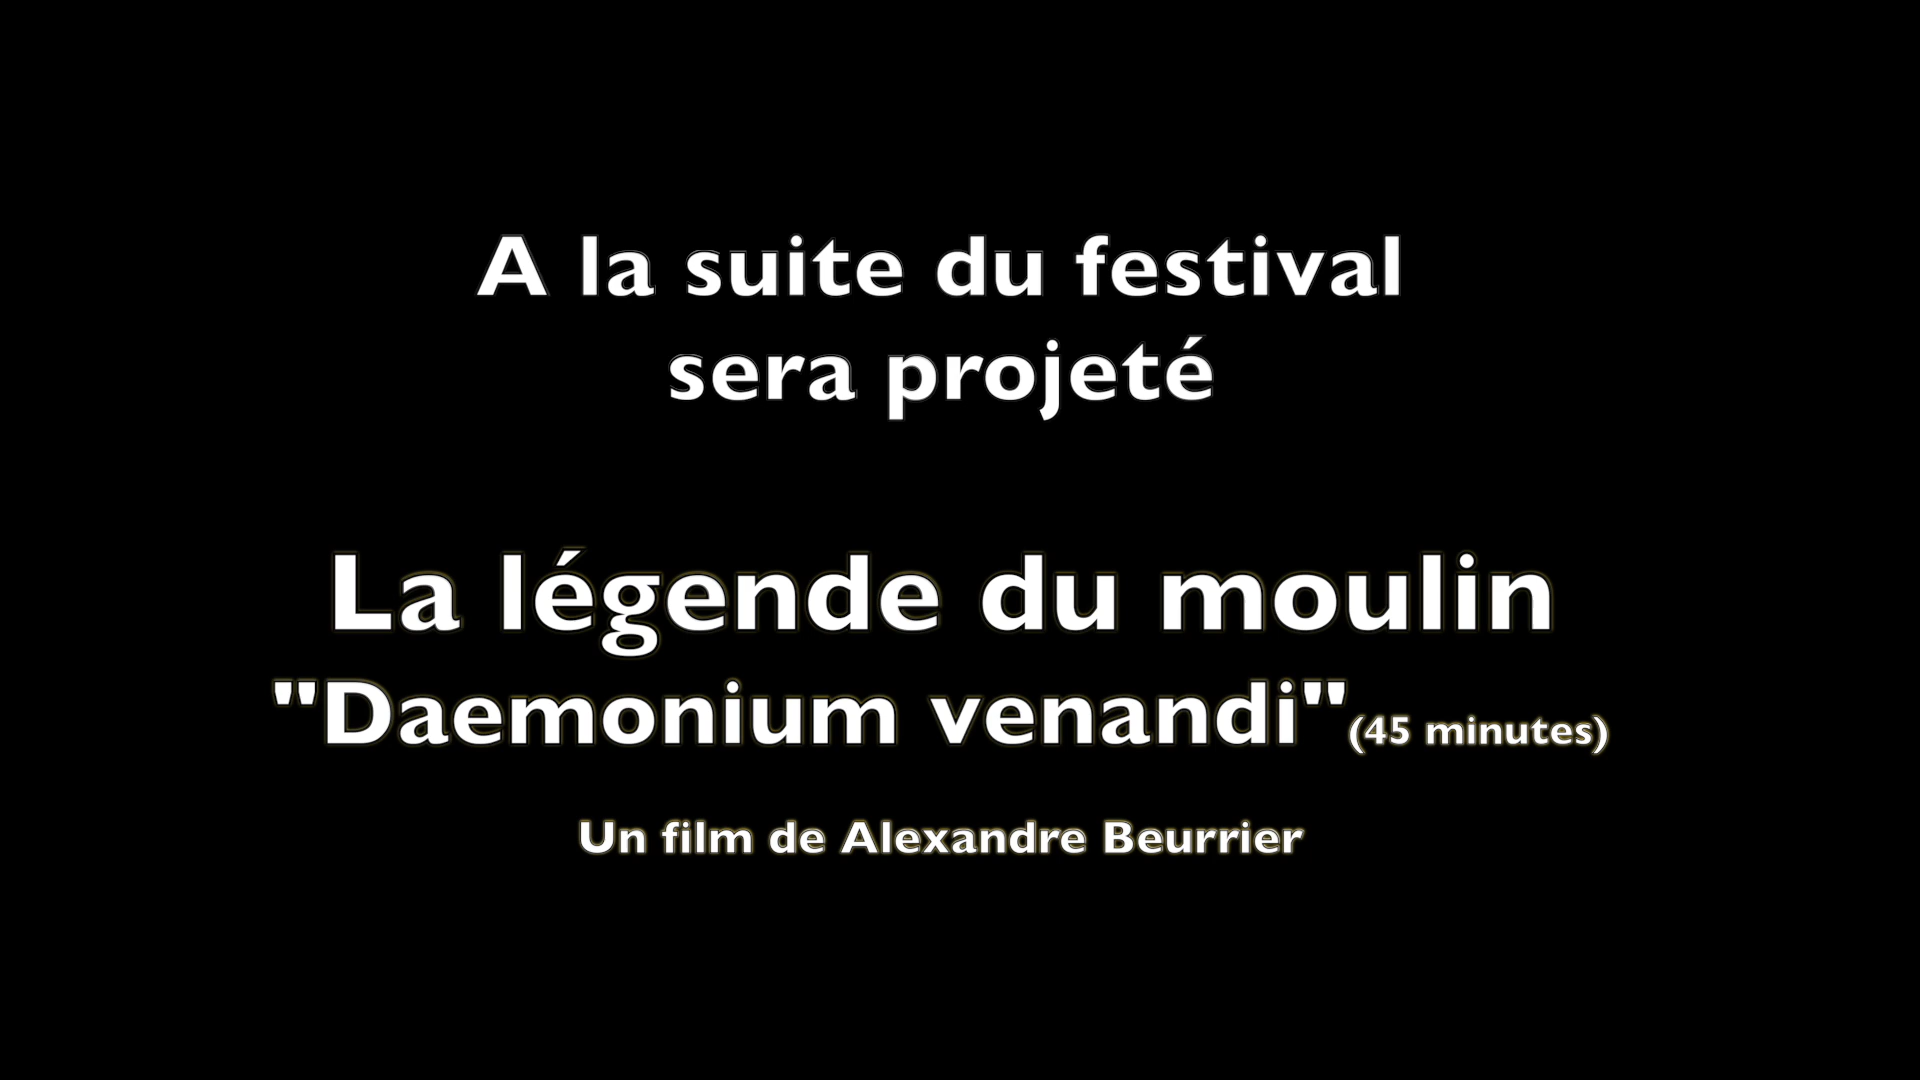 A la suite du festival
sera projeté
La légende du moulin
"Daemonium venandi"(45 minutes)
Un film de Alexandre Beurrier